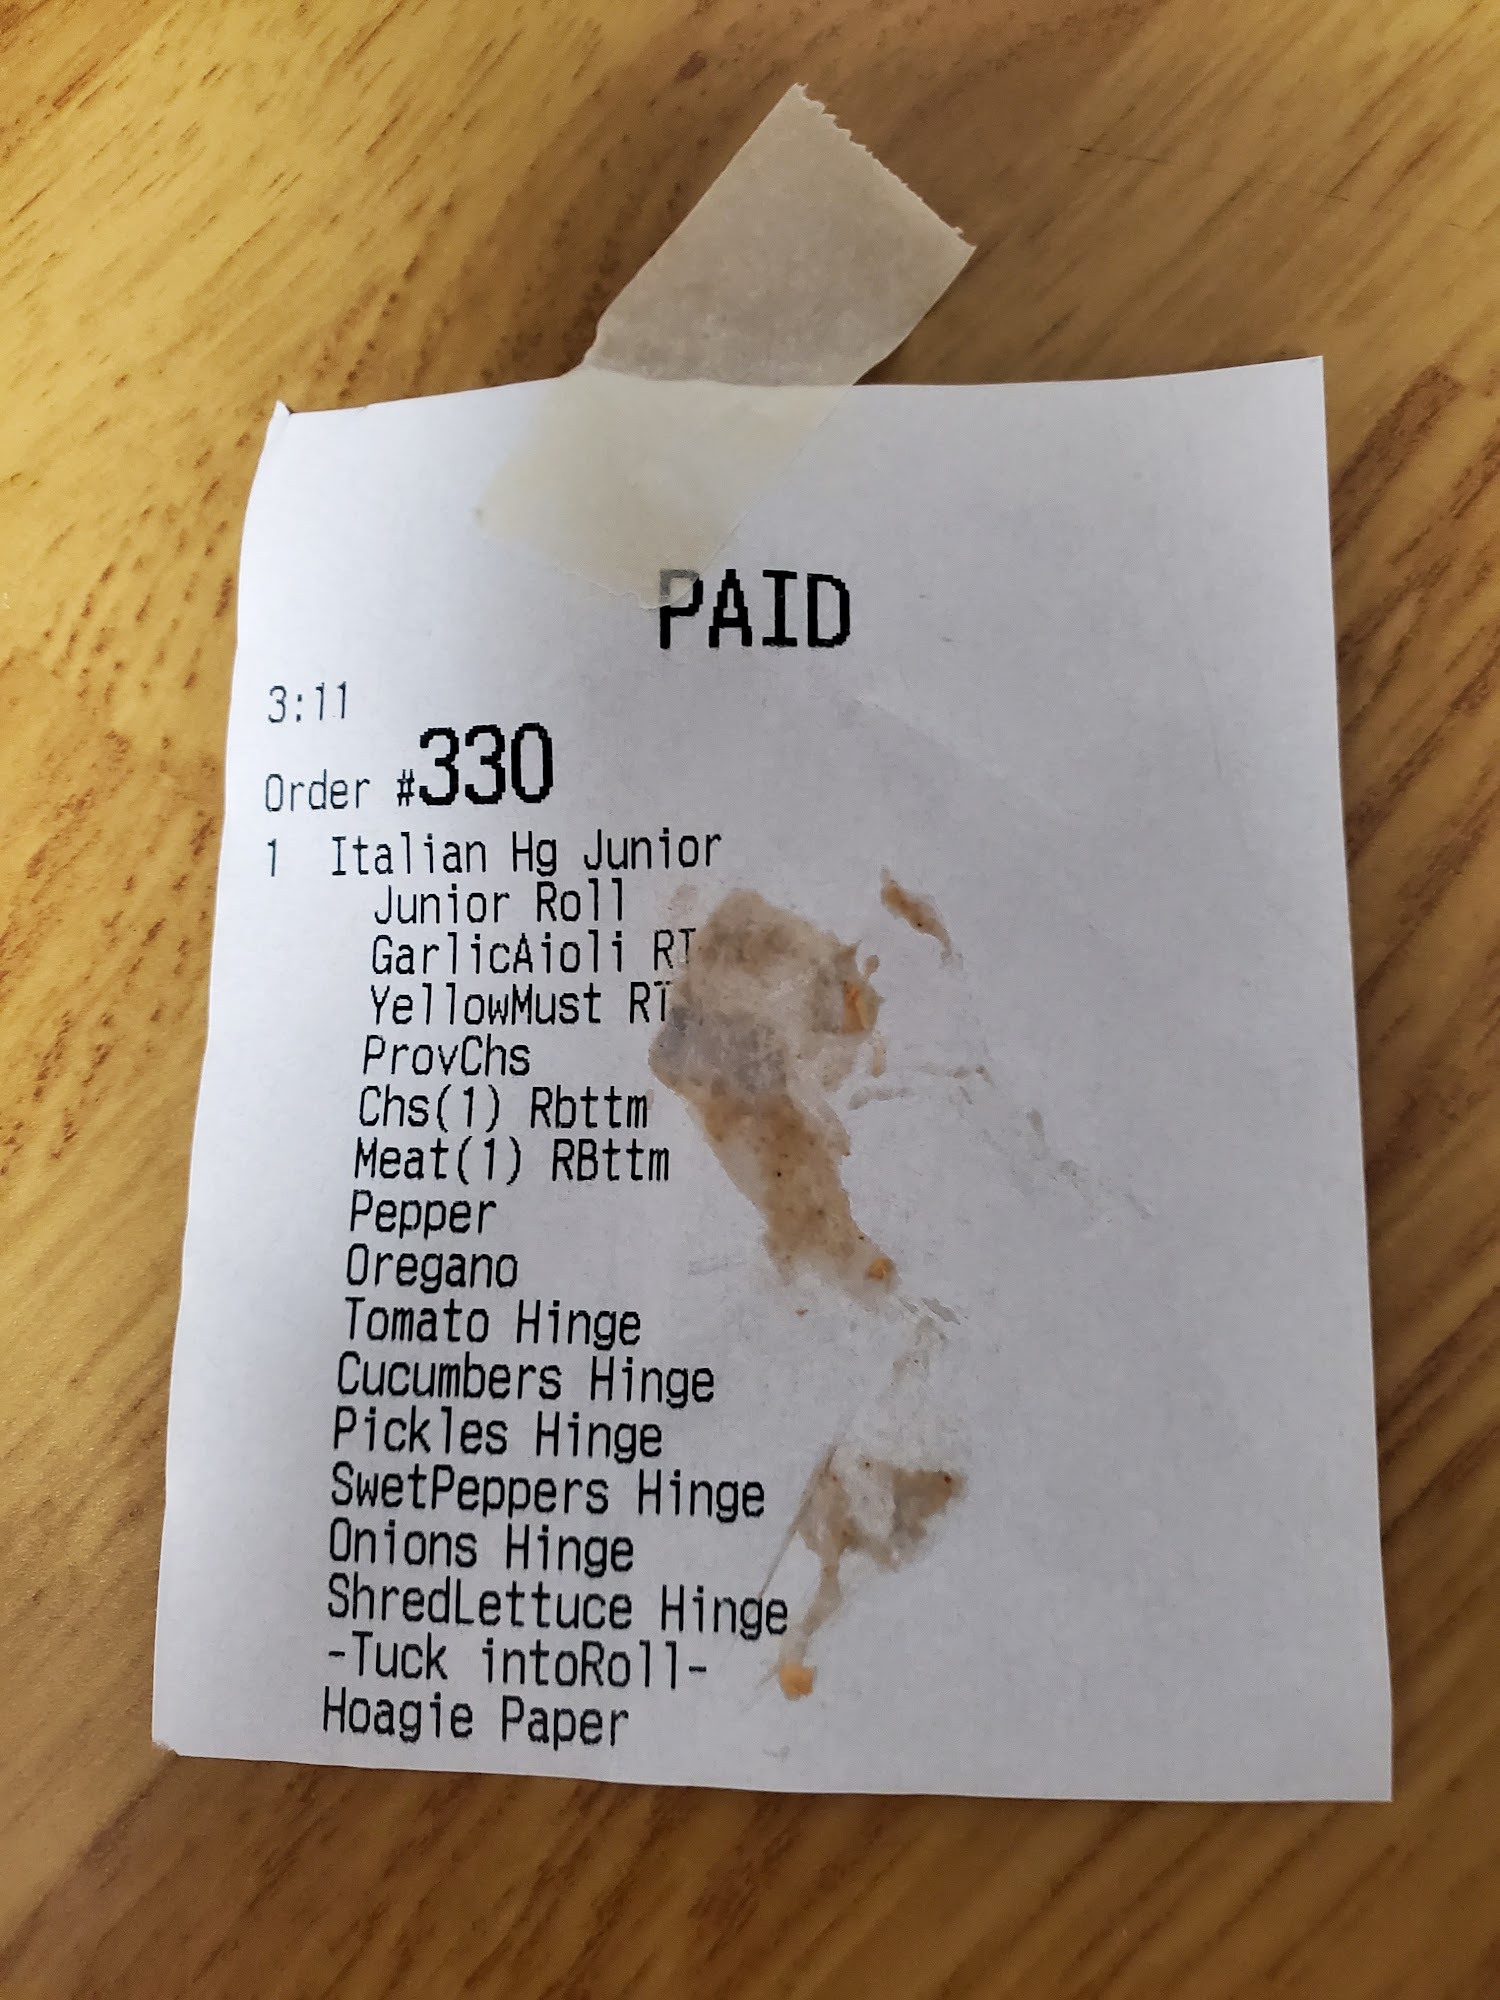 PAID
3:11
Order #330
1 Italian Hg Junior
Junior Roll
GarlicAioli
YellowMust
ProvChs
Chs(1) Rbttm
Meat(1) RBttm
Pepper
Oregano
Tomato Hinge
Cucumbers Hinge
Pickles Hinge
SwetPeppers Hinge
Onions Hinge
ShredLettuce Hinge
-Tuck intoRoll-
Hoagie Paper